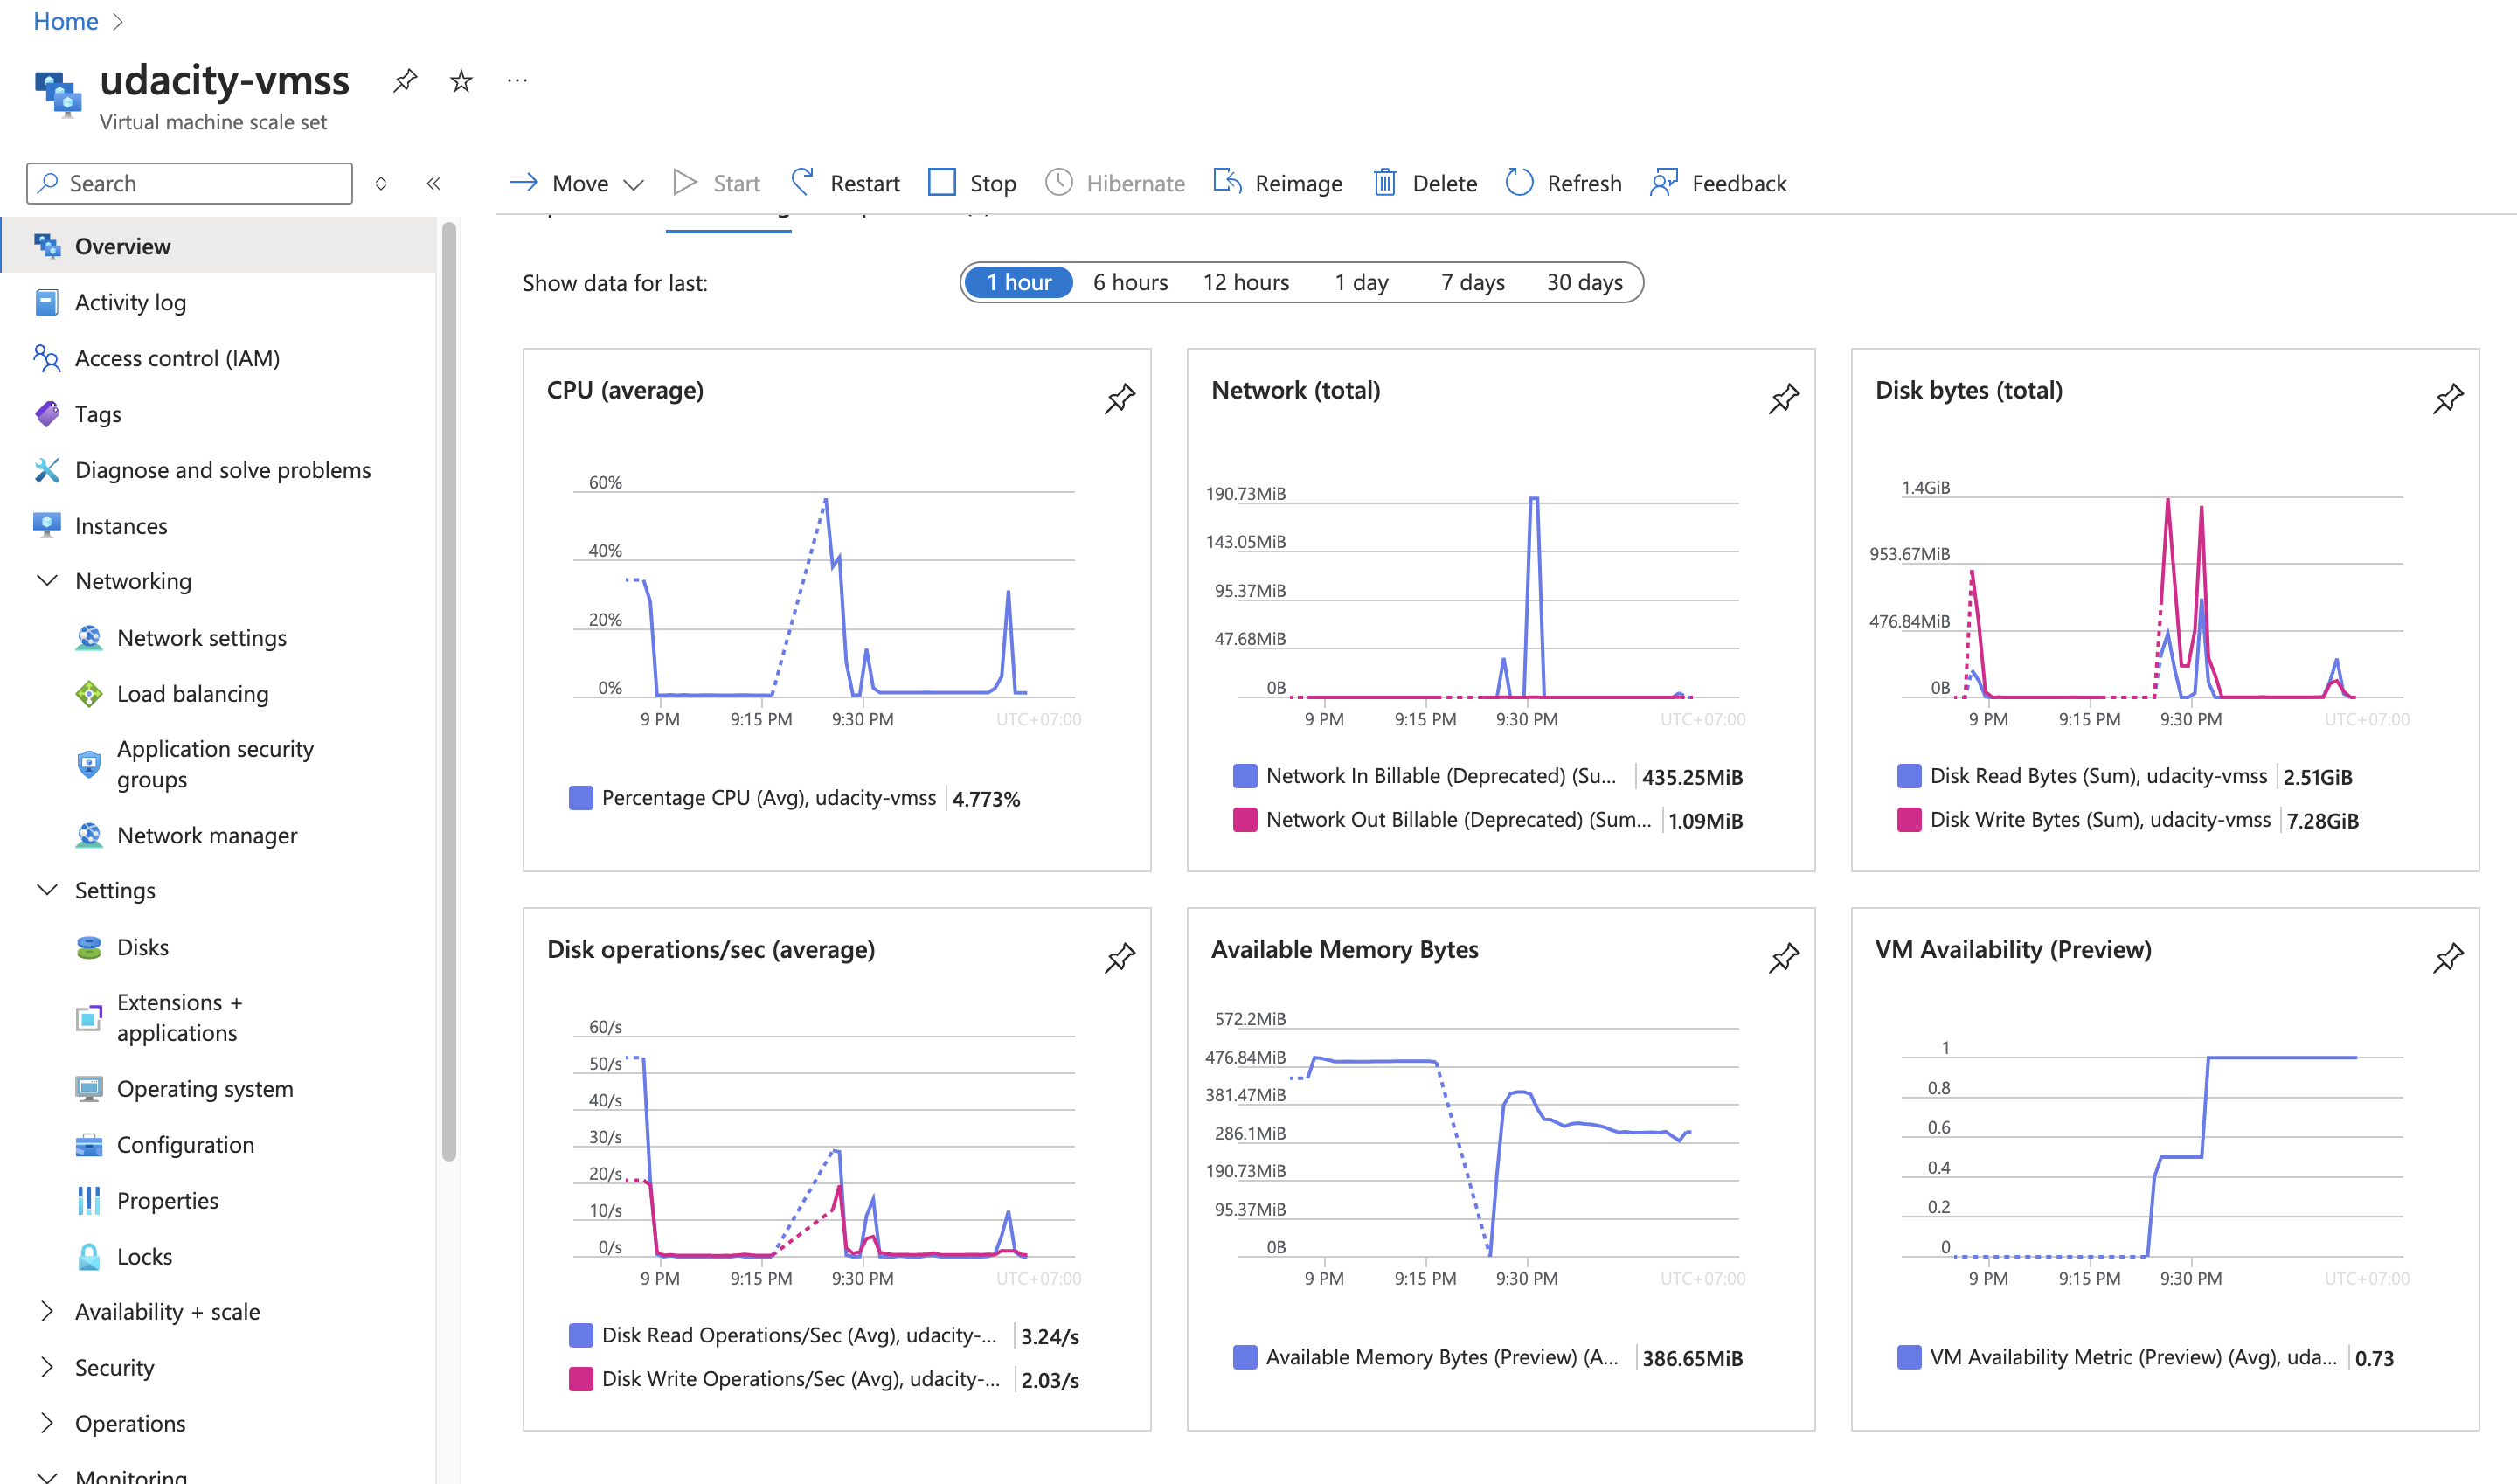 Home
udacity-vmss
Virtual machine scale set
Search
Move
Start
Restart
Stop
Hibernate
Reimage
Delete
Refresh
Feedback
Overview
Activity log
Access control (IAM)
Tags
Diagnose and solve problems
Instances
Networking
Network settings
Load balancing
Application security
groups
Network manager
Settings
Disks
Extensions +
applications
Operating system
Configuration
Properties
Locks
Availability + scale
Security
Operations
Monitoring
Show data for last:
1 hour
6 hours
12 hours
1 day
7 days
30 days
CPU (average)
60%
40%
20%
0%
9 PM
9:15 PM
9:30 PM
UTC+07:00
Percentage CPU (Avg), udacity-vmss
4.773%
Network (total)
190.73MiB
143.05MiB
95.37MiB
47.68MiB
0B
9 PM
9:15 PM
9:30 PM
UTC+07:00
Network In Billable (Deprecated) (Su...
435.25MiB
Network Out Billable (Deprecated) (Sum...
1.09MiB
Disk bytes (total)
1.4GiB
953.67MiB
476.84MiB
0B
9 PM
9:15 PM
9:30 PM
UTC+07:00
Disk Read Bytes (Sum), udacity-vmss
2.51GiB
Disk Write Bytes (Sum), udacity-vmss
7.28GiB
Disk operations/sec (average)
60/s
50/s
40/s
30/s
20/s
10/s
0/s
9 PM
9:15 PM
9:30 PM
UTC+07:00
Disk Read Operations/Sec (Avg), udacity-...
3.24/s
Disk Write Operations/Sec (Avg), udacity-...
2.03/s
Available Memory Bytes
572.2MiB
476.84MiB
381.47MiB
286.1MiB
190.73MiB
95.37MiB
0B
9 PM
9:15 PM
9:30 PM
UTC+07:00
Available Memory Bytes (Preview) (A...
386.65MiB
VM Availability (Preview)
1
0.8
0.6
0.4
0.2
0
9 PM
9:15 PM
9:30 PM
UTC+07:00
VM Availability Metric (Preview) (Avg), uda...
0.73